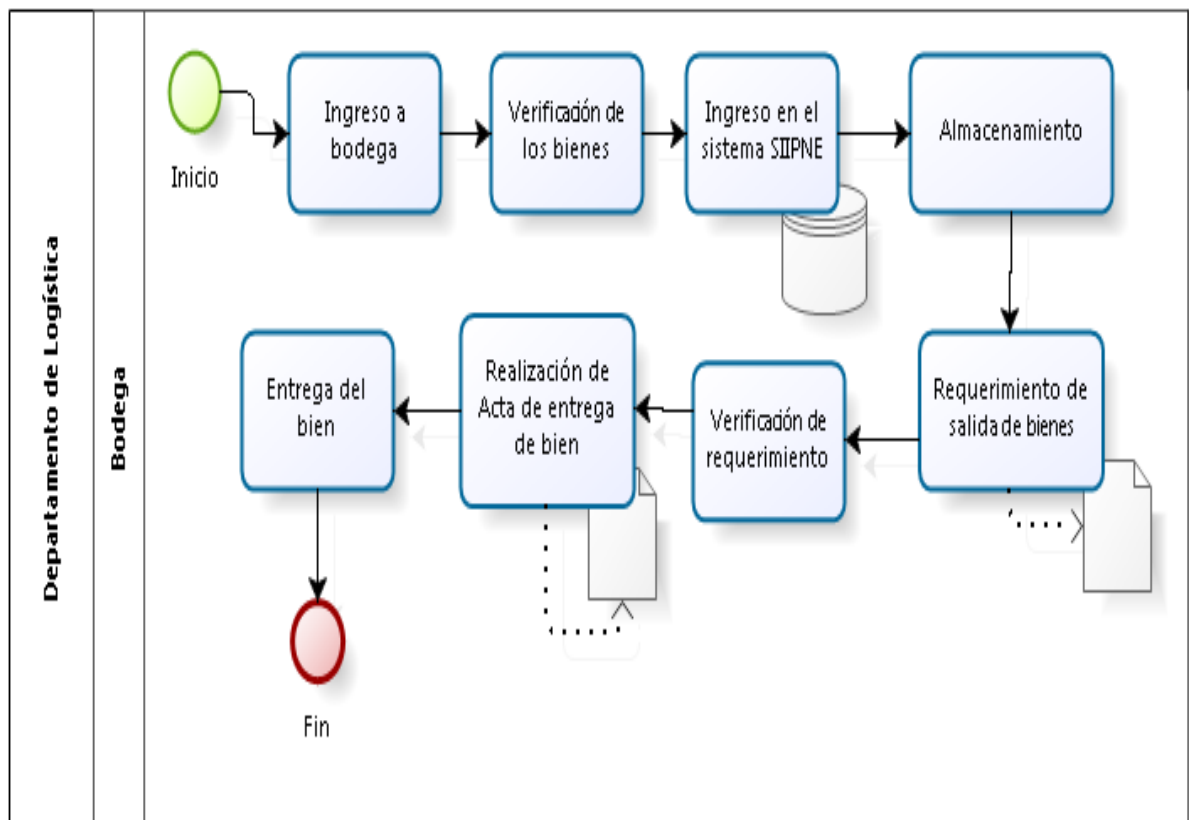 Departamento de Logística
Bodega
Inicio
Ingreso a
bodega
Verificación de
los bienes
Ingreso en el
sistema SIIPNE
Almacenamiento
Requerimiento de
salida de bienes
Verificación de
requerimiento
Realización de
Acta de entrega
de bien
Entrega del
bien
Fin